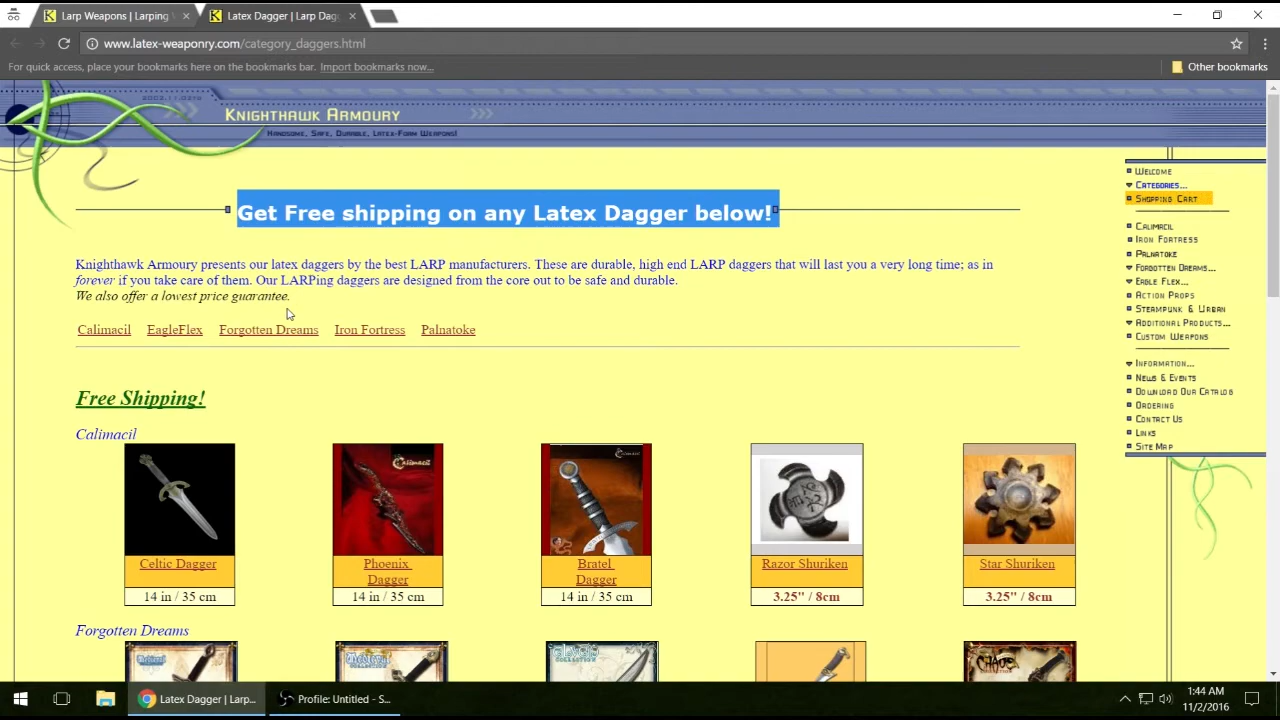 Larp Weapons | Larping W
Latex Dagger | Larp Dag
www.latex-weaponry.com/category_daggers.html
For quick access, place your bookmarks here on the bookmarks bar. Import bookmarks now...
Other bookmarks
2002.11.0218
Knighthawk Armoury
Handsome, Safe, Durable, Latex-Foam Weapons!
Get Free shipping on any Latex Dagger below!
Knighthawk Armoury presents our latex daggers by the best LARP manufacturers. These are durable, high end LARP daggers that will last you a very long time; as in
forever if you take care of them. Our LARPing daggers are designed from the core out to be safe and durable.
We also offer a lowest price guarantee.
Calimacil EagleFlex Forgotten Dreams Iron Fortress Palnatoke
Free Shipping!
Calimacil
Calimacil
Calimacil
Celtic Dagger
Phoenix
Dagger
Bratel
Dagger
Razor Shuriken
Star Shuriken
14 in / 35 cm
14 in / 35 cm
14 in / 35 cm
3.25" / 8cm
3.25" / 8cm
Forgotten Dreams
Medieval
COLLECTION
COLLECTION
CHAOS
Welcome
Categories...
Shopping Cart
Calimacil
Iron Fortress
Palnatoke
Forgotten Dreams...
Eagle Flex...
Action Props
Steampunk & Urban
Additional Products...
Custom Weapons
Information...
News & Events
Download Our Catalog
Ordering
Contact Us
Links
Site Map
Latex Dagger | Larp...
Profile: Untitled - S...
1:44 AM
11/2/2016